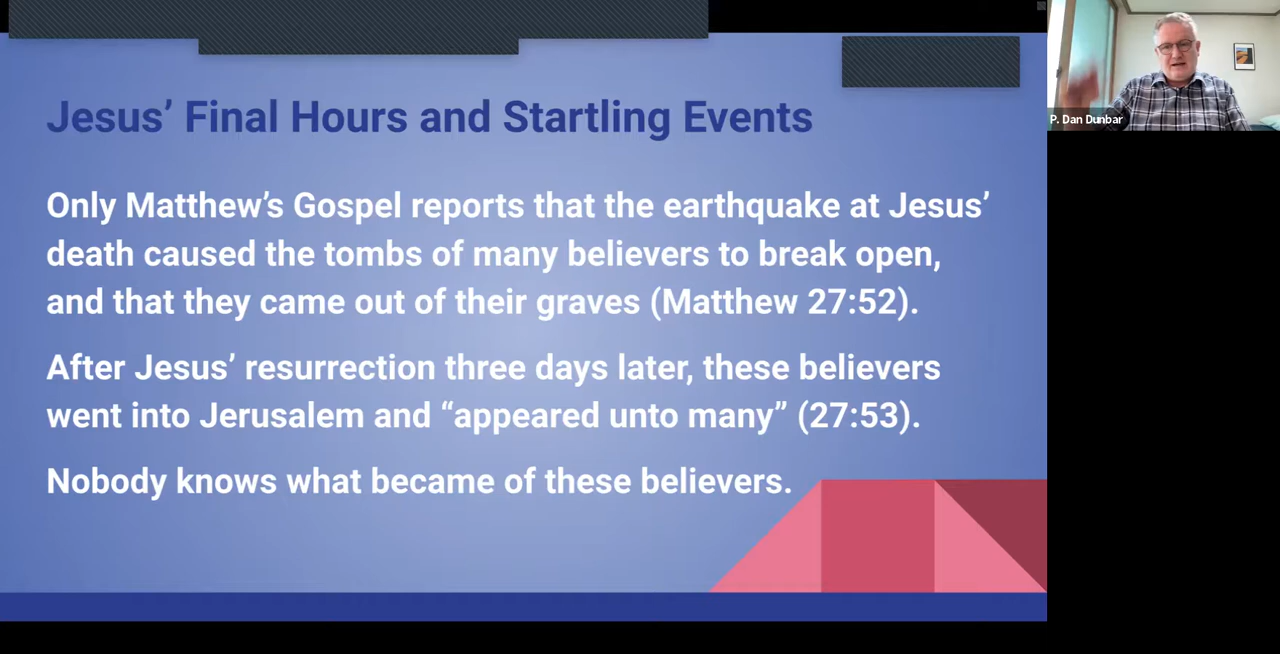 Jesus’ Final Hours and Startling Events
Only Matthew’s Gospel reports that the earthquake at Jesus’
death caused the tombs of many believers to break open,
and that they came out of their graves (Matthew 27:52).
After Jesus’ resurrection three days later, these believers
went into Jerusalem and “appeared unto many” (27:53).
Nobody knows what became of these believers.
P. Dan Dunbar